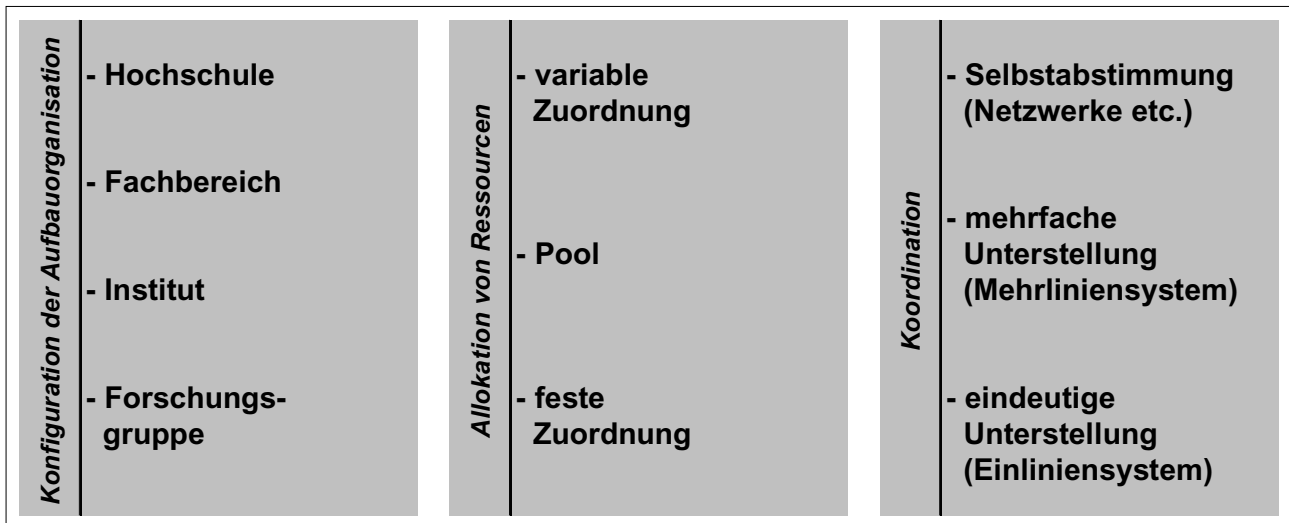 Konfiguration der Aufbauorganisation
- Hochschule
- Fachbereich
- Institut
- Forschungs-
gruppe
Allokation von Ressourcen
- variable
Zuordnung
- Pool
- feste
Zuordnung
Koordination
- Selbstabstimmung
(Netzwerke etc.)
- mehrfache
Unterstellung
(Mehrliniensystem)
- eindeutige
Unterstellung
(Einliniensystem)